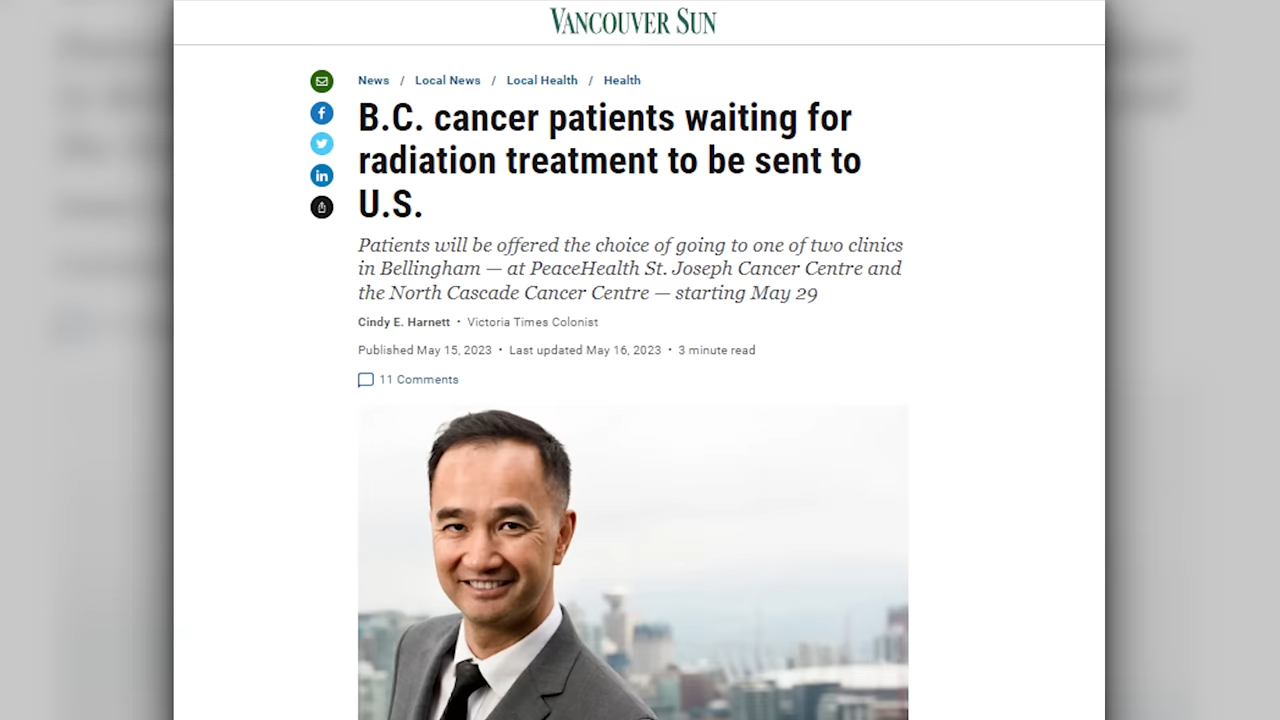 VANCOUVER SUN
News / Local News / Local Health / Health
B.C. cancer patients waiting for
radiation treatment to be sent to
U.S.
Patients will be offered the choice of going to one of two clinics
in Bellingham — at PeaceHealth St. Joseph Cancer Centre and
the North Cascade Cancer Centre — starting May 29
Cindy E. Harnett • Victoria Times Colonist
Published May 15, 2023 • Last updated May 16, 2023 • 3 minute read
11 Comments